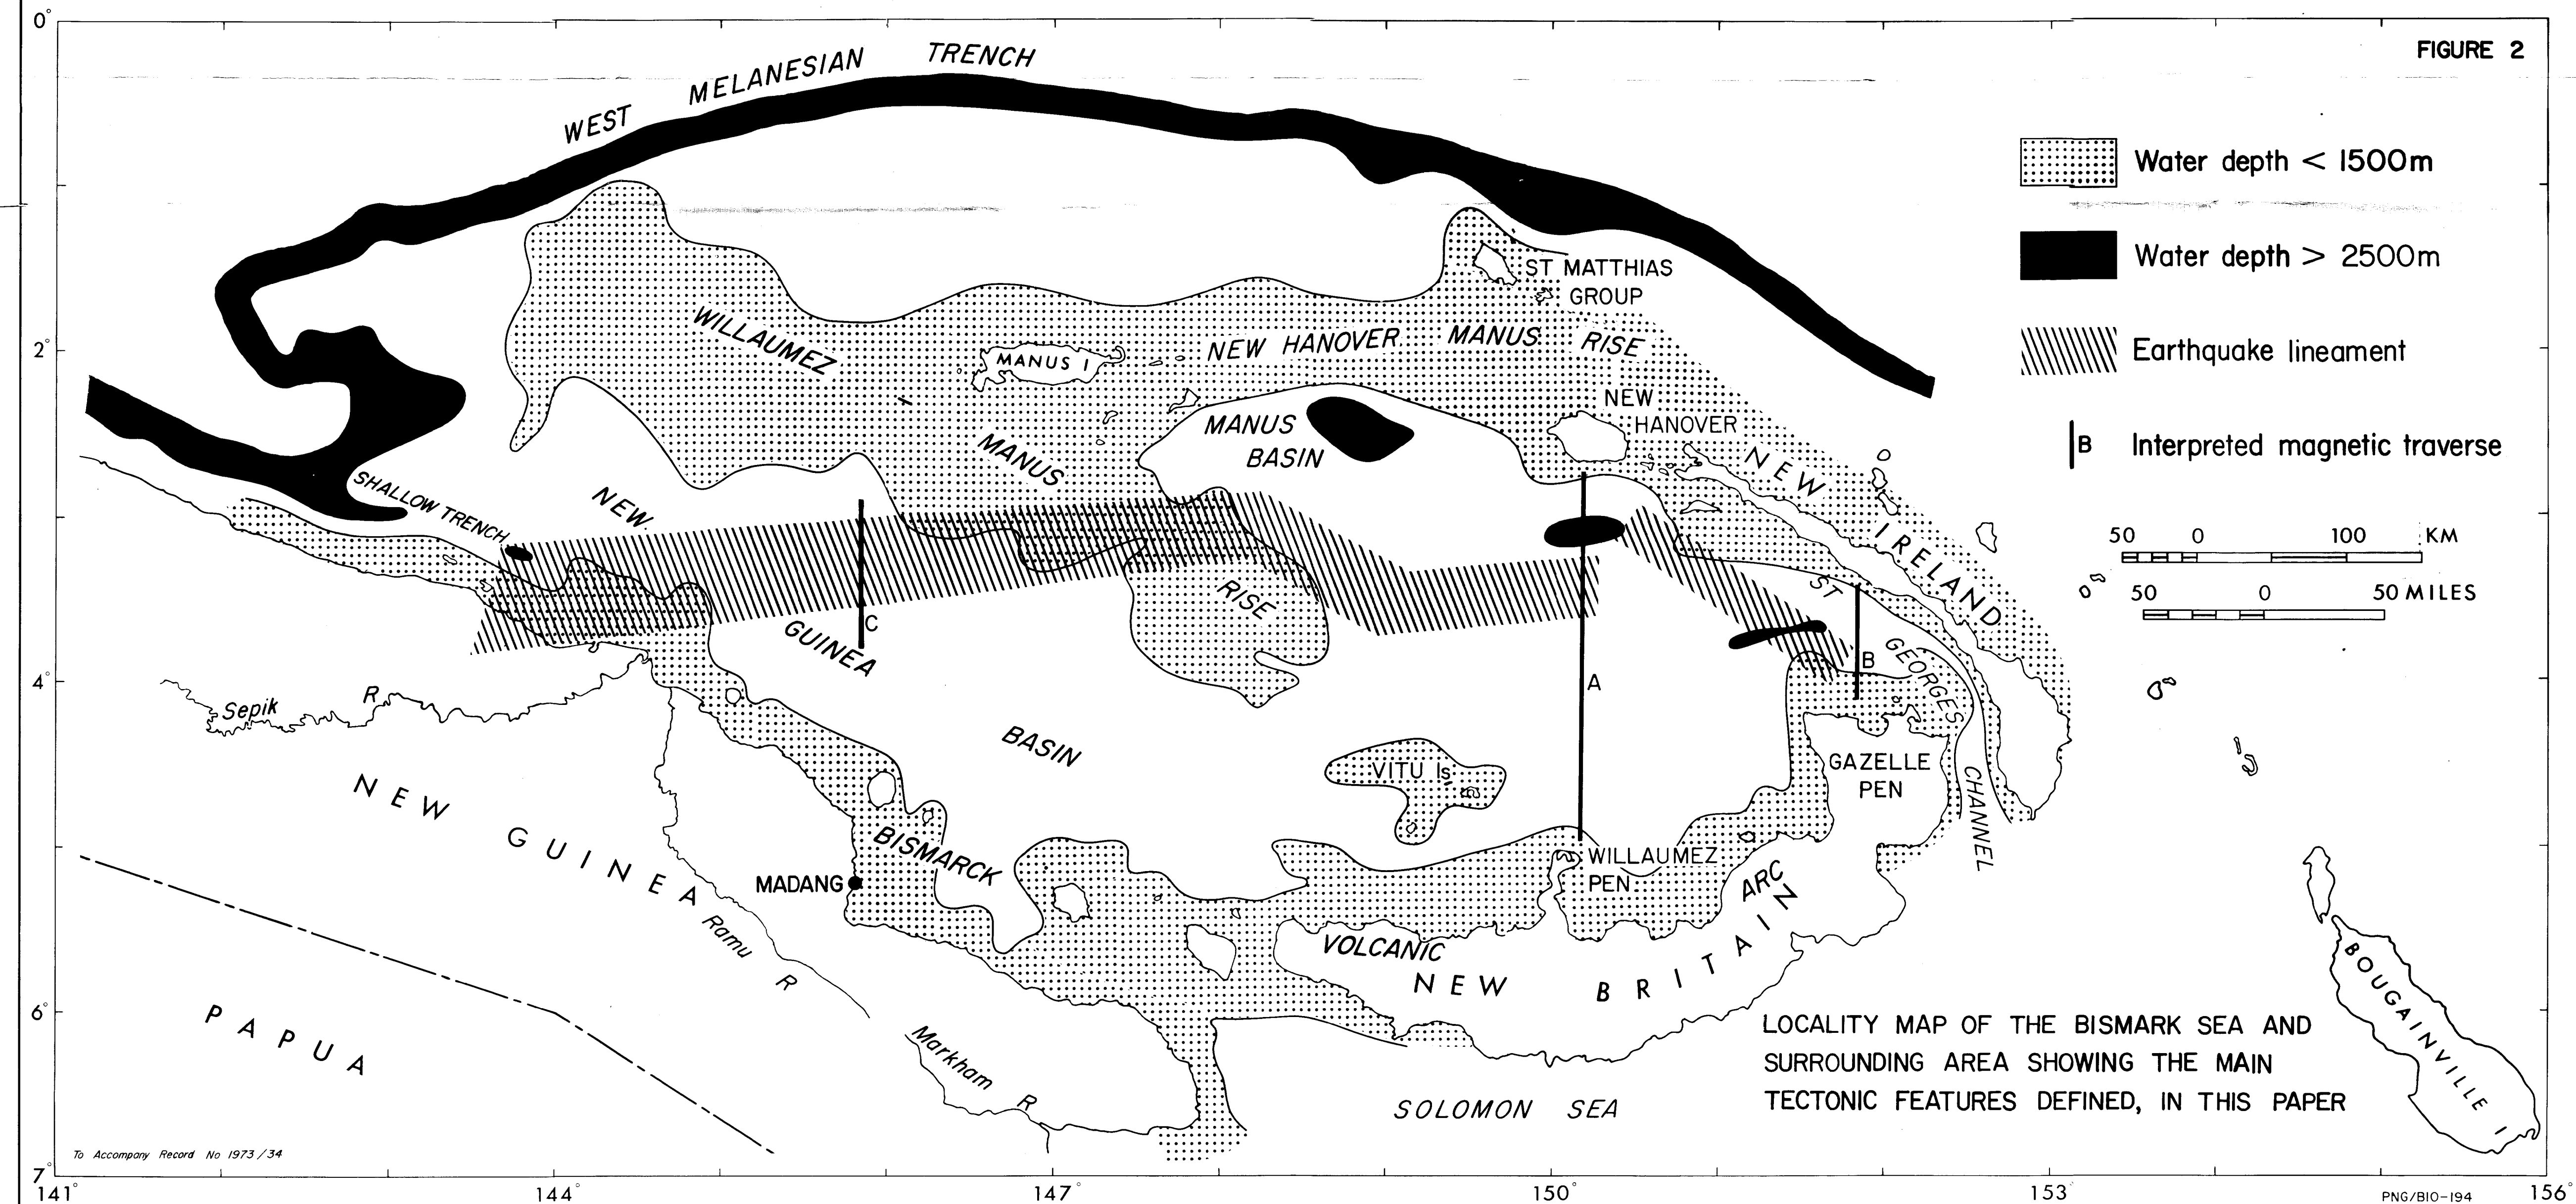 FIGURE 2
0°
2°
4°
6°
7°
141°
144°
147°
150°
153°
156°
WEST MELANESIAN TRENCH
Water depth < 1500m
Water depth > 2500m
Earthquake lineament
B Interpreted magnetic traverse
50 0 100 KM
50 0 50 MILES
ST MATTHIAS
GROUP
WILLAUMEZ
MANUS
RISE
MANUS I
NEW HANOVER MANUS RISE
NEW
HANOVER
MANUS
BASIN
NEW IRELAND
SHALLOW TRENCH
NEW
GUINEA
BASIN
C
A
B
ST
GEORGES
CHANNEL
Sepik R
VITU Is
GAZELLE
PEN
NEW GUINEA
BISMARCK
VOLCANIC
ARC
MADANG
WILLAUMEZ
PEN
Ramu R
NEW BRITAIN
PAPUA
Markham R
SOLOMON SEA
BOUGAINVILLE I
LOCALITY MAP OF THE BISMARK SEA AND
SURROUNDING AREA SHOWING THE MAIN
TECTONIC FEATURES DEFINED, IN THIS PAPER
To Accompany Record No 1973/34
PNG/BIO-194